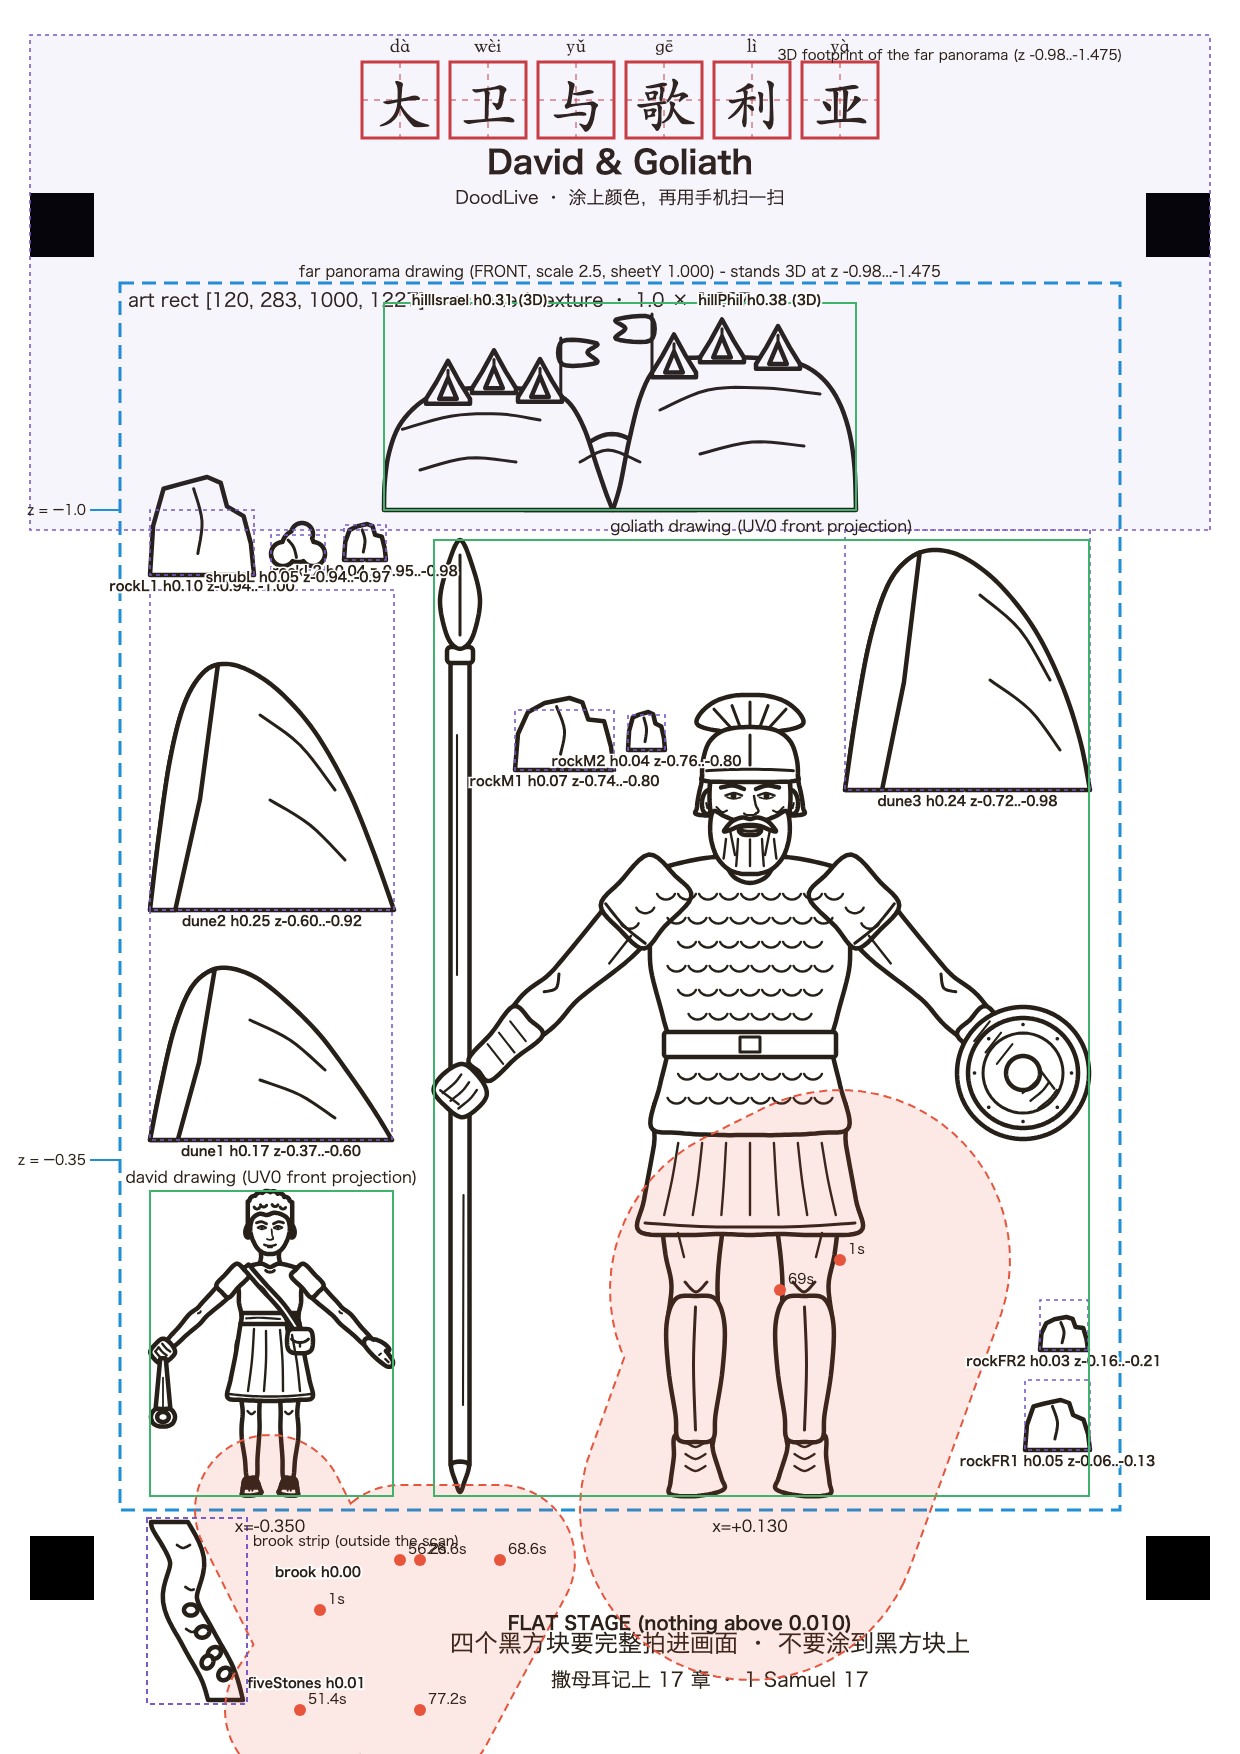 dà wèi yǔ gē lì yà
3D footprint of the far panorama (z -0.98..-1.475)
大卫与歌利亚
David & Goliath
DoodLive · 涂上颜色，再用手机扫一扫
far panorama drawing (FRONT, scale 2.5, sheetY 1.000) - stands 3D at z -0.98...-1.475
art rect [120, 283, 1000, 1227]
hillIsrael h0.31 (3D)
· 1.0 ×
hillPhil h0.38 (3D)
z = −1.0
goliath drawing (UV0 front projection)
shrubL h0.05 z-0.94..-0.97
rockL1 h0.10 z-0.94..-1.00
rockM2 h0.04 z-0.76..-0.80
rockM1 h0.07 z-0.74..-0.80
dune3 h0.24 z-0.72..-0.98
dune2 h0.25 z-0.60..-0.92
dune1 h0.17 z-0.37..-0.60
z = −0.35
david drawing (UV0 front projection)
1s
69s
rockFR2 h0.03 z-0.16..-0.21
rockFR1 h0.05 z-0.06..-0.13
x=-0.350
x=+0.130
brook strip (outside the scan)
68.6s
brook h0.00
1s
FLAT STAGE (nothing above 0.010)
四个黑方块要完整拍进画面 · 不要涂到黑方块上
撒母耳记上 17 章 · 1 Samuel 17
fiveStones h0.01
51.4s
77.2s